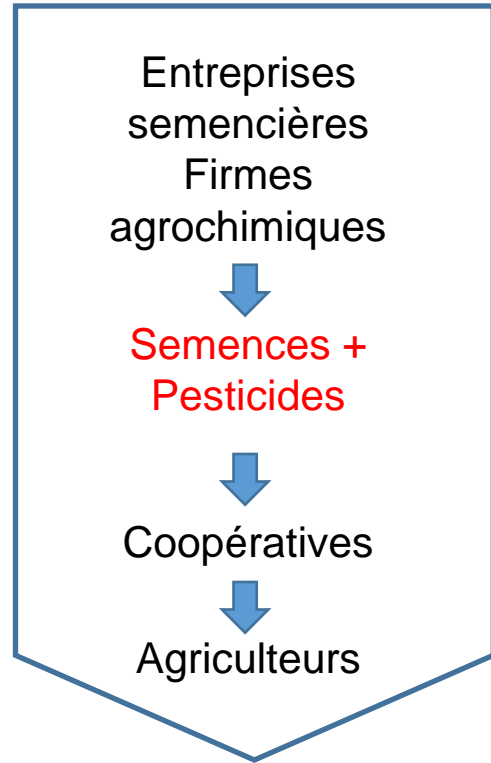 Entreprises
semencières
Firmes
agrochimiques
Semences +
Pesticides
Coopératives
Agriculteurs